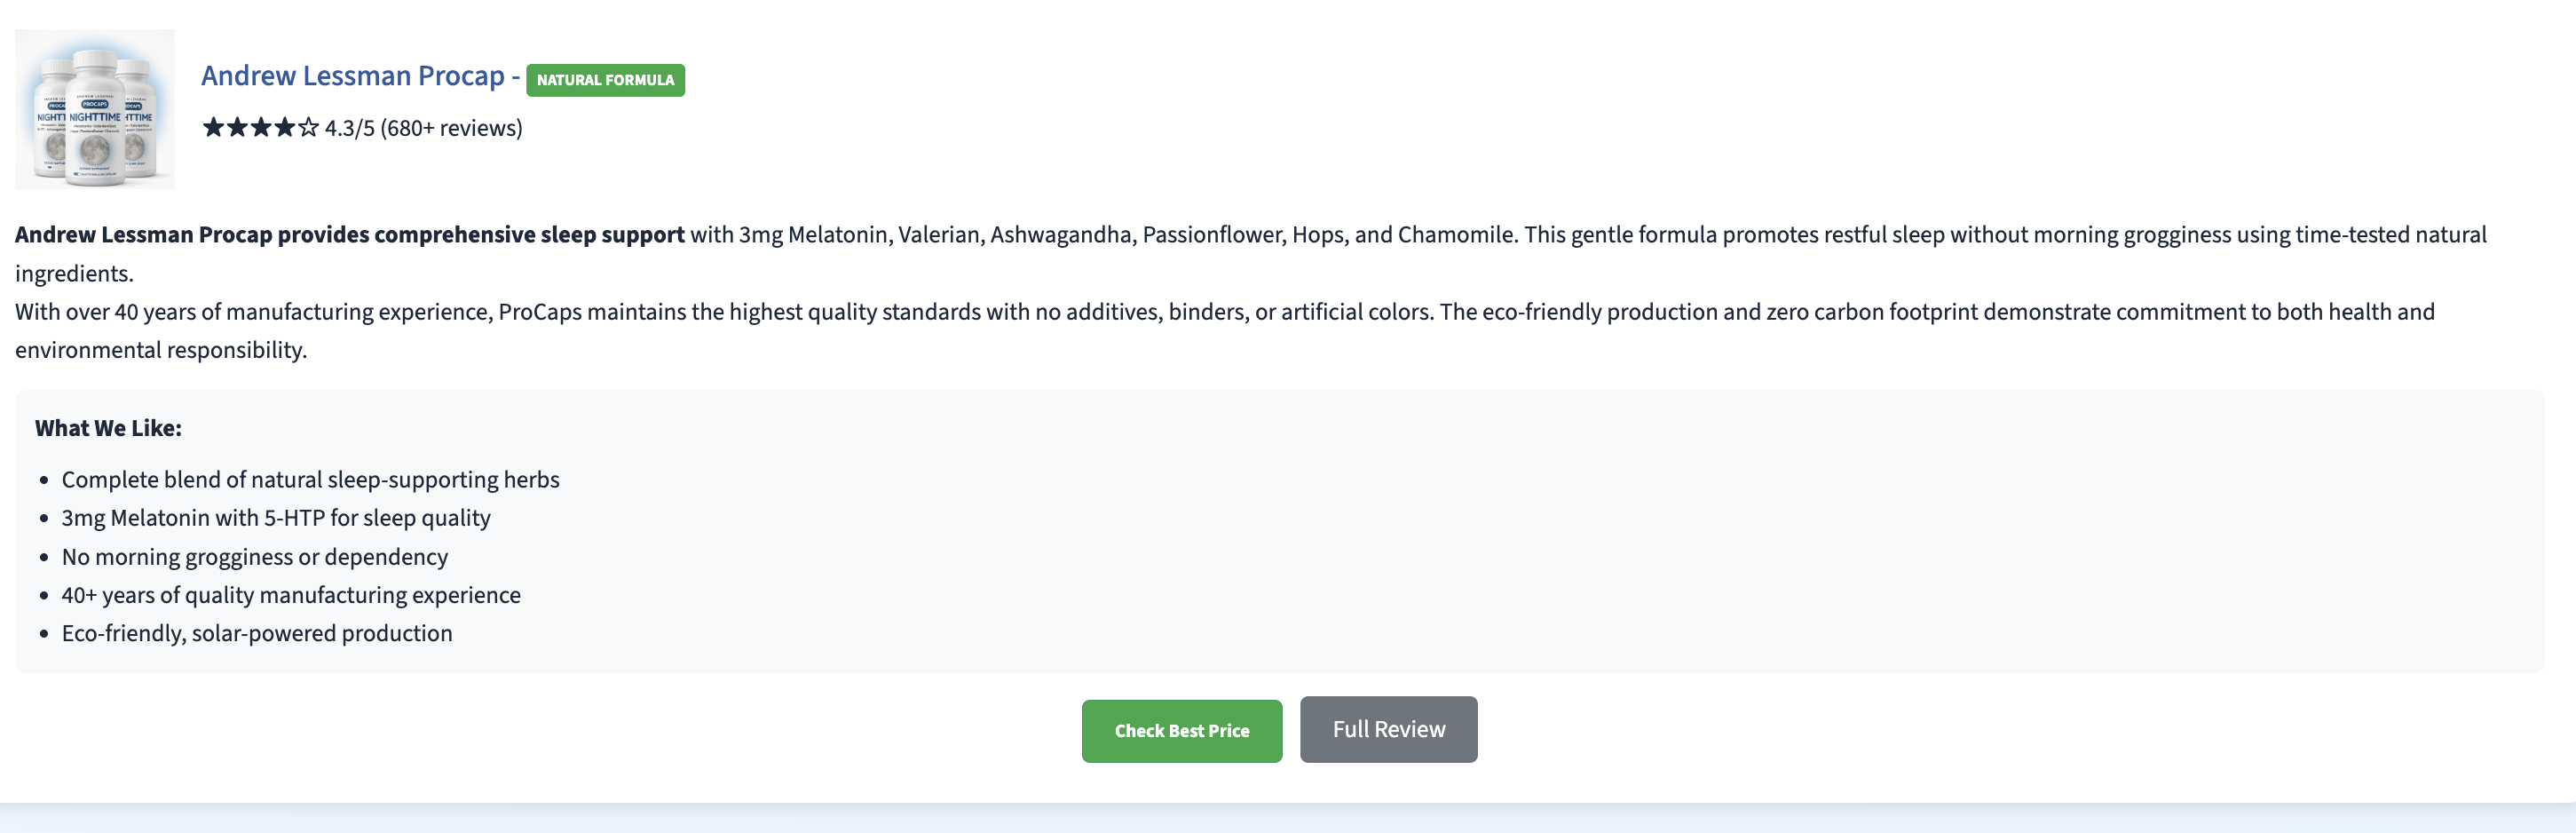 PROCAPS
NIGHTTIME
Andrew Lessman Procap - NATURAL FORMULA
★★★★☆ 4.3/5 (680+ reviews)
Andrew Lessman Procap provides comprehensive sleep support with 3mg Melatonin, Valerian, Ashwagandha, Passionflower, Hops, and Chamomile. This gentle formula promotes restful sleep without morning grogginess using time-tested natural
ingredients.
With over 40 years of manufacturing experience, ProCaps maintains the highest quality standards with no additives, binders, or artificial colors. The eco-friendly production and zero carbon footprint demonstrate commitment to both health and
environmental responsibility.
What We Like:
• Complete blend of natural sleep-supporting herbs
• 3mg Melatonin with 5-HTP for sleep quality
• No morning grogginess or dependency
• 40+ years of quality manufacturing experience
• Eco-friendly, solar-powered production
Check Best Price
Full Review